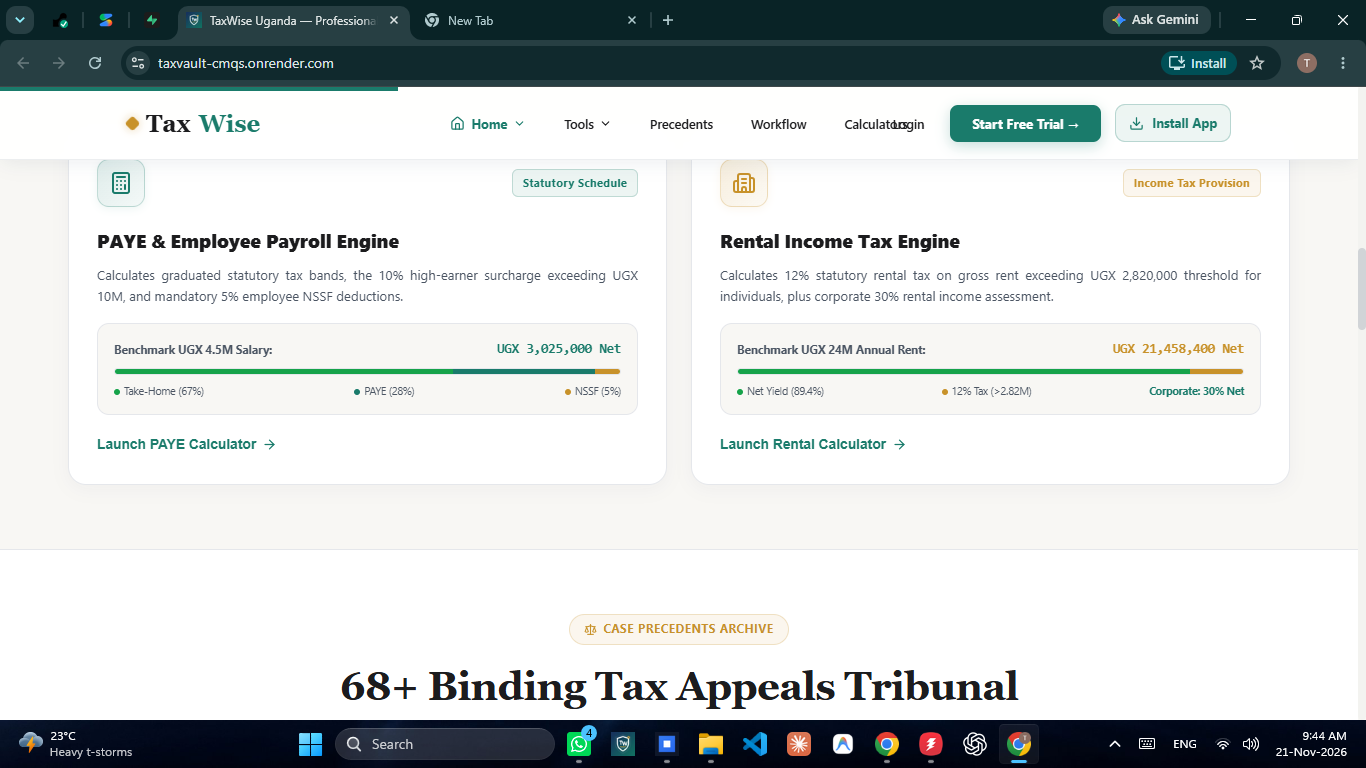 TaxWise Uganda — Professiona
New Tab
Ask Gemini
taxvault-cmqs.onrender.com
Install
T
Tax Wise
Home
Tools
Precedents
Workflow
Calculators
Login
Start Free Trial →
Install App
Statutory Schedule
PAYE & Employee Payroll Engine
Calculates graduated statutory tax bands, the 10% high-earner surcharge exceeding UGX
10M, and mandatory 5% employee NSSF deductions.
Benchmark UGX 4.5M Salary:
UGX 3,025,000 Net
Take-Home (67%)
PAYE (28%)
NSSF (5%)
Launch PAYE Calculator →
Income Tax Provision
Rental Income Tax Engine
Calculates 12% statutory rental tax on gross rent exceeding UGX 2,820,000 threshold for
individuals, plus corporate 30% rental income assessment.
Benchmark UGX 24M Annual Rent:
UGX 21,458,400 Net
Net Yield (89.4%)
12% Tax (>2.82M)
Corporate: 30% Net
Launch Rental Calculator →
CASE PRECEDENTS ARCHIVE
68+ Binding Tax Appeals Tribunal
23°C
Heavy t-storms
Search
4
ENG
9:44 AM
21-Nov-2026